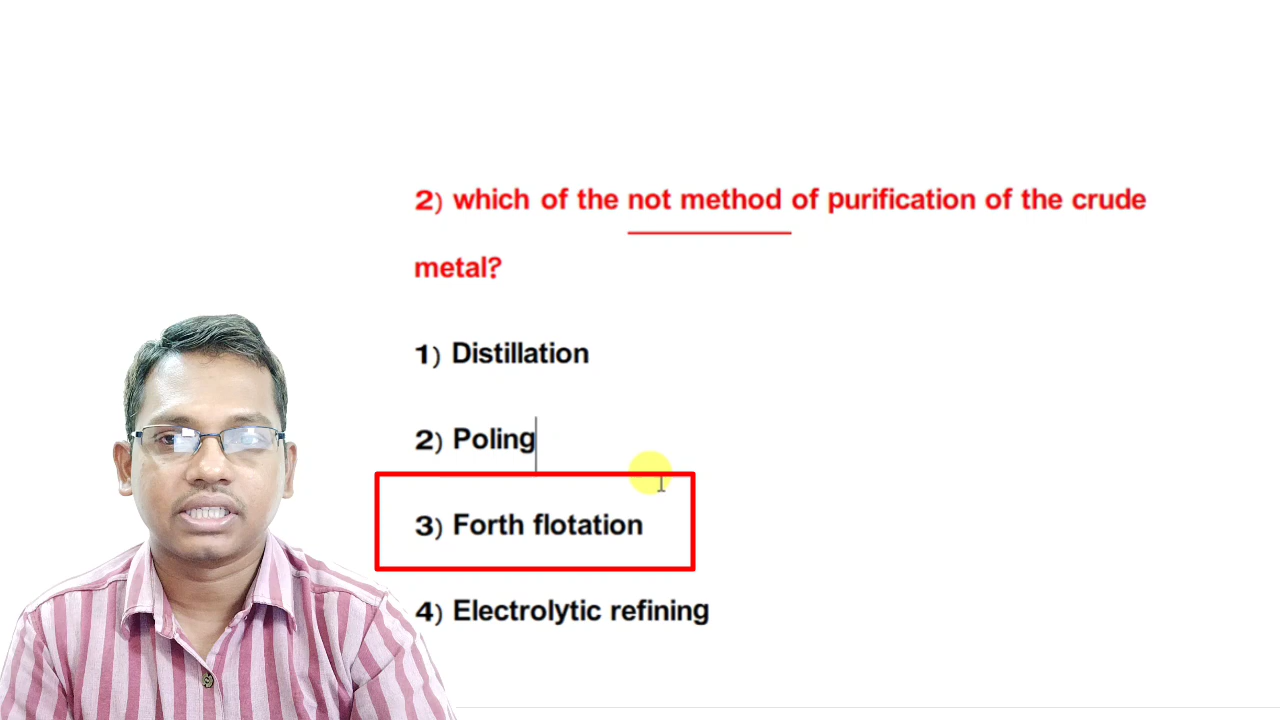 2) which of the not method of purification of the crude
metal?
1) Distillation
2) Poling
3) Forth flotation
4) Electrolytic refining